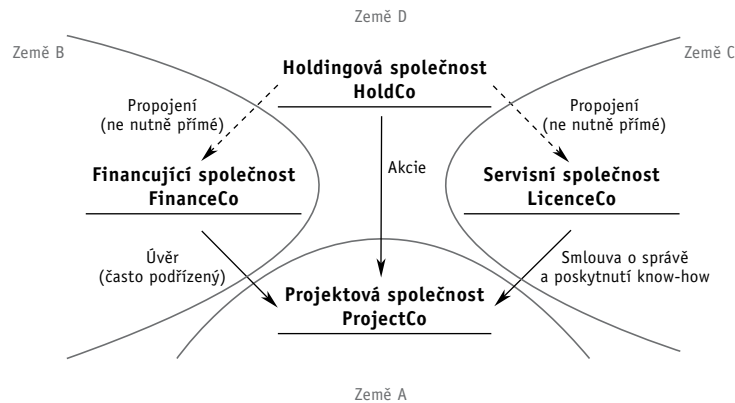 Země D
Země B
Země C
Holdingová společnost
HoldCo
Propojení
(ne nutně přímé)
Propojení
(ne nutně přímé)
Akcie
Financující společnost
FinanceCo
Servisní společnost
LicenceCo
Úvěr
(často podřízený)
Smlouva o správě
a poskytnutí know-how
Projektová společnost
ProjectCo
Země A